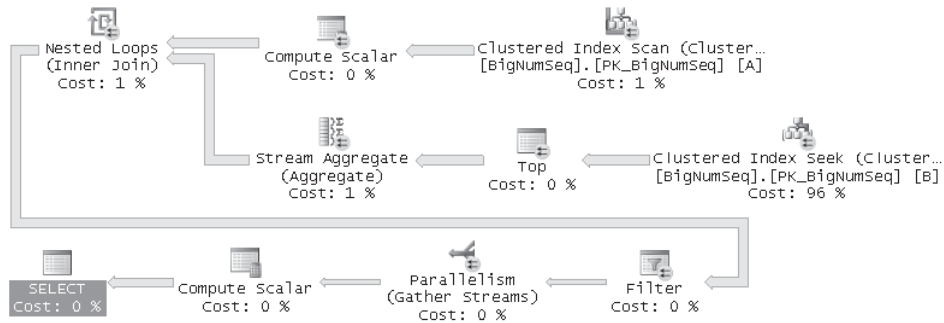 Nested Loops
(Inner Join)
Cost: 1 %
Compute Scalar
Cost: 0 %
Clustered Index Scan (Cluster…
[BigNumSeq].[PK_BigNumSeq] [A]
Cost: 1 %
Stream Aggregate
(Aggregate)
Cost: 1 %
Top
Cost: 0 %
Clustered Index Seek (Cluster…
[BigNumSeq].[PK_BigNumSeq] [B]
Cost: 96 %
SELECT
Cost: 0 %
Compute Scalar
Cost: 0 %
Parallelism
(Gather Streams)
Cost: 0 %
Filter
Cost: 0 %